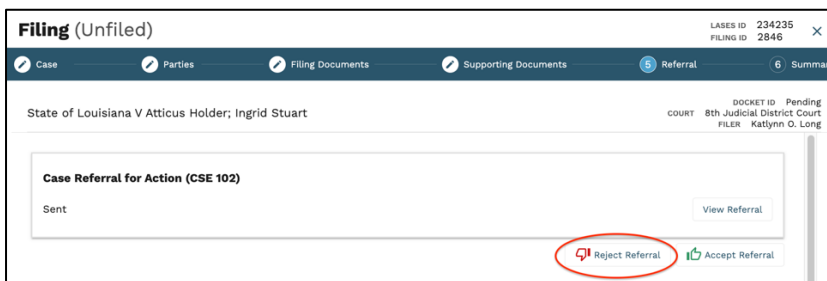 Filing (Unfiled)
LASES ID 234235
FILING ID 2846
Case
Parties
Filing Documents
Supporting Documents
5 Referral
6 Summar
State of Louisiana V Atticus Holder; Ingrid Stuart
DOCKET ID Pending
COURT 8th Judicial District Court
FILER Katlynn O. Long
Case Referral for Action (CSE 102)
Sent
View Referral
Reject Referral
Accept Referral